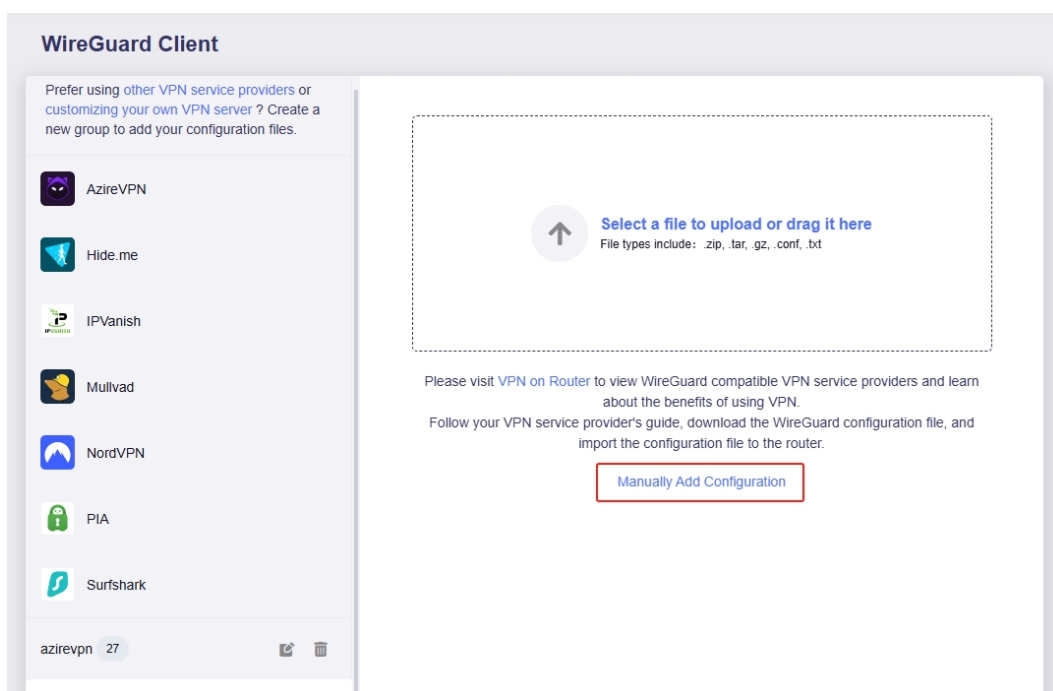 WireGuard Client
Prefer using other VPN service providers or
customizing your own VPN server ? Create a
new group to add your configuration files.
AzireVPN
Hide.me
IPVanish
IPVANISH
Mullvad
NordVPN
PIA
Surfshark
azirevpn 27
Select a file to upload or drag it here
File types include: .zip, .tar, .gz, .conf, .txt
Please visit VPN on Router to view WireGuard compatible VPN service providers and learn
about the benefits of using VPN.
Follow your VPN service provider's guide, download the WireGuard configuration file, and
import the configuration file to the router.
Manually Add Configuration